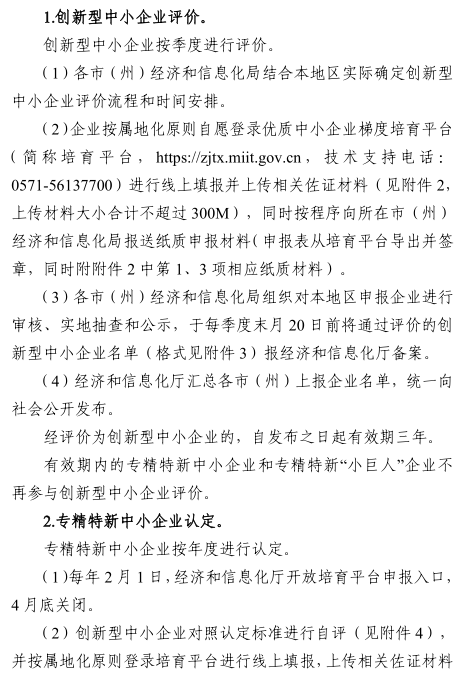 1.创新型中小企业评价。
创新型中小企业按季度进行评价。
（1）各市（州）经济和信息化局结合本地区实际确定创新型
中小企业评价流程和时间安排。
（2）企业按属地化原则自愿登录优质中小企业梯度培育平台
（简称培育平台，https://zjtx.miit.gov.cn，技术支持电话：
0571-56137700）进行线上填报并上传相关佐证材料（见附件2，
上传材料大小合计不超过300M），同时按程序向所在市（州）
经济和信息化局报送纸质申报材料（申报表从培育平台导出并签
章，同时附附件2中第1、3项相应纸质材料）。
（3）各市（州）经济和信息化局组织对本地区申报企业进行
审核、实地抽查和公示，于每季度末月20日前将通过评价的创
新型中小企业名单（格式见附件3）报经济和信息化厅备案。
（4）经济和信息化厅汇总各市（州）上报企业名单，统一向
社会公开发布。
经评价为创新型中小企业的，自发布之日起有效期三年。
有效期内的专精特新中小企业和专精特新“小巨人”企业不
再参与创新型中小企业评价。
2.专精特新中小企业认定。
专精特新中小企业按年度进行认定。
（1）每年2月1日，经济和信息化厅开放培育平台申报入口，
4月底关闭。
（2）创新型中小企业对照认定标准进行自评（见附件4），
并按属地化原则登录培育平台进行线上填报，上传相关佐证材料